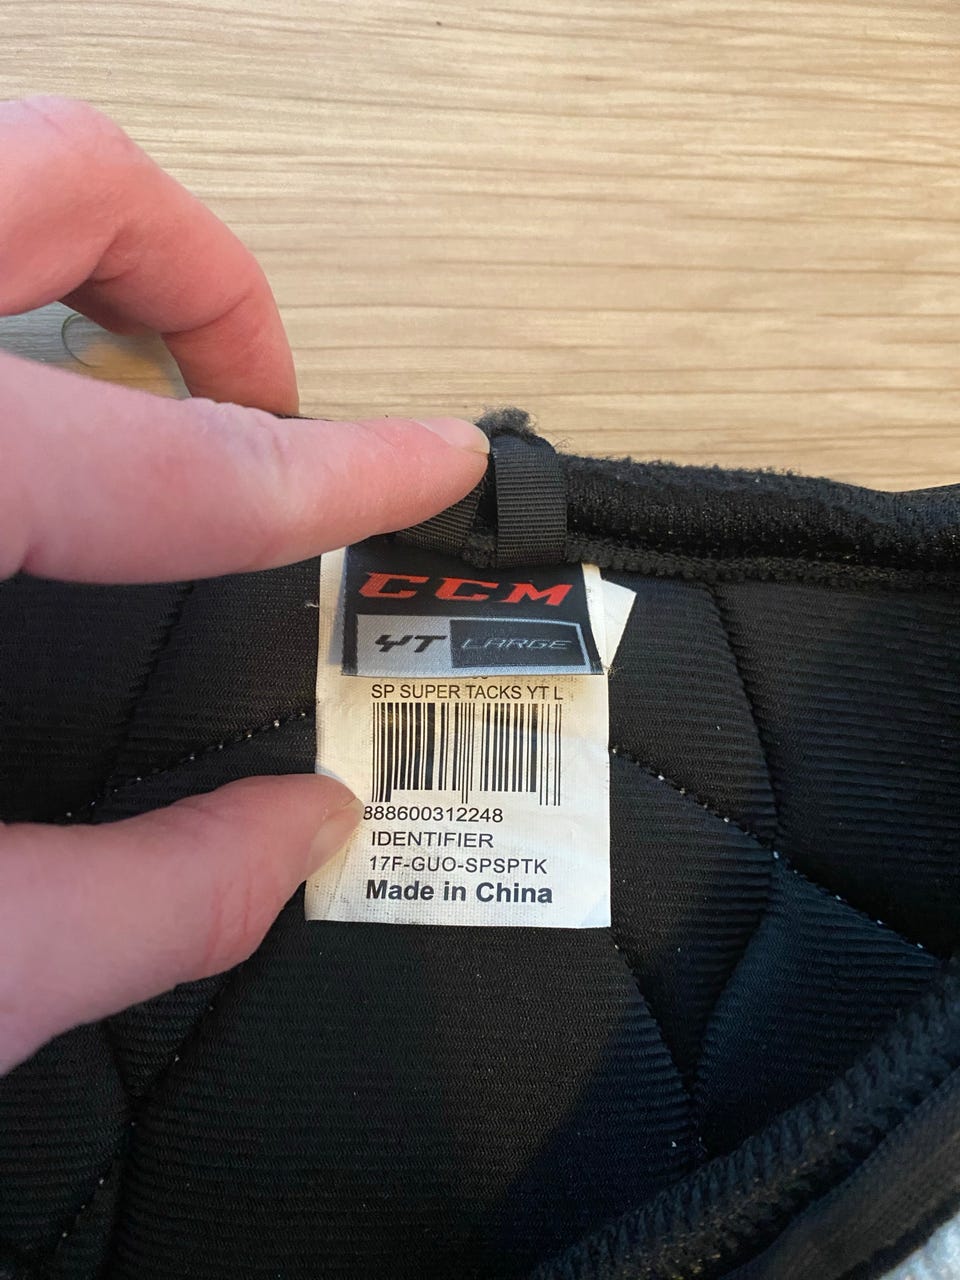 CCM
YT LARGE
SP SUPER TACKS YT L
888600312248
IDENTIFIER
17F-GUO-SPSPTK
Made in China